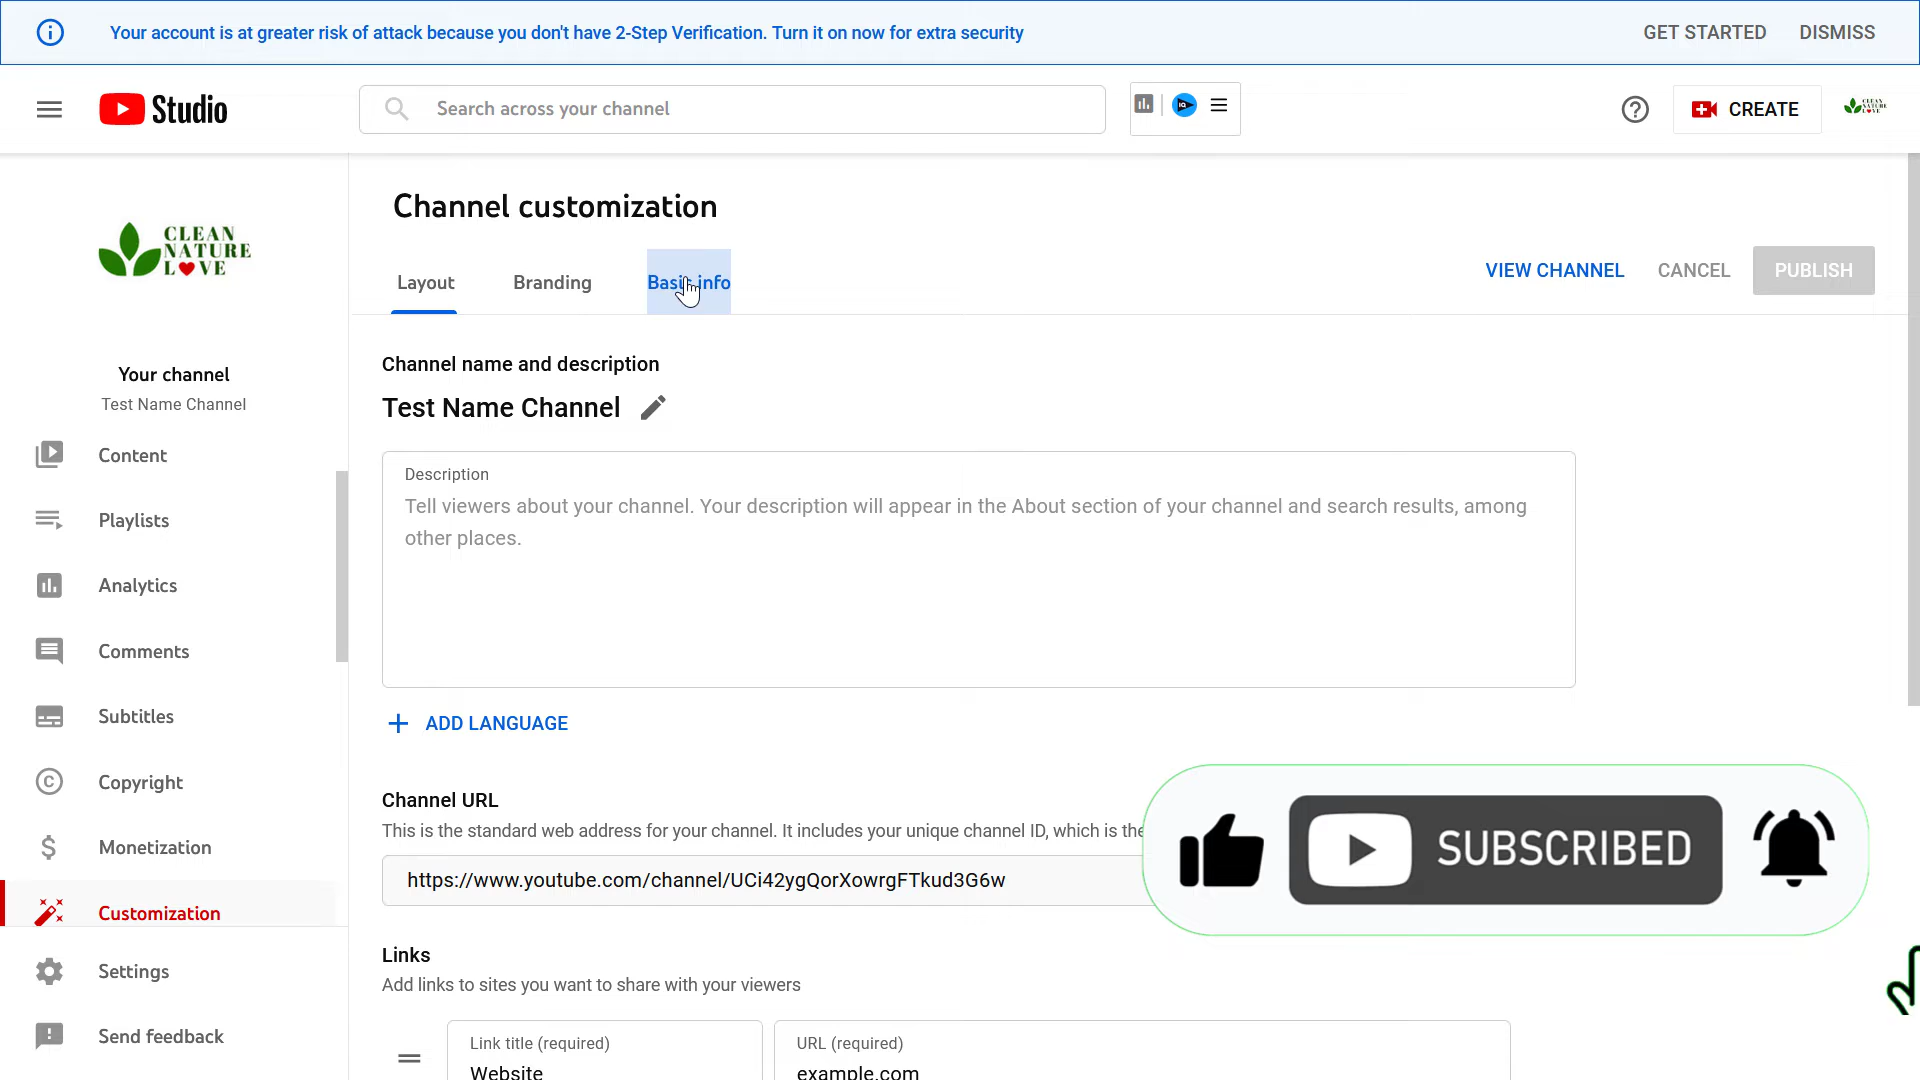 Your account is at greater risk of attack because you don't have 2-Step Verification. Turn it on now for extra security
GET STARTED
DISMISS
Studio
Search across your channel
IQ
CREATE
CLEAN
NATURE
LOVE
CLEAN
NATURE
L VE
Your channel
Test Name Channel
Content
Playlists
Analytics
Comments
Subtitles
Copyright
Monetization
Customization
Settings
Send feedback
Channel customization
Layout
Branding
Basic info
VIEW CHANNEL
CANCEL
PUBLISH
Channel name and description
Test Name Channel
Description
Tell viewers about your channel. Your description will appear in the About section of your channel and search results, among
other places.
ADD LANGUAGE
Channel URL
This is the standard web address for your channel. It includes your unique channel ID, which is the
https://www.youtube.com/channel/UCi42ygQorXowrgFTkud3G6w
SUBSCRIBED
Links
Add links to sites you want to share with your viewers
Link title (required)
Website
URL (required)
example.com